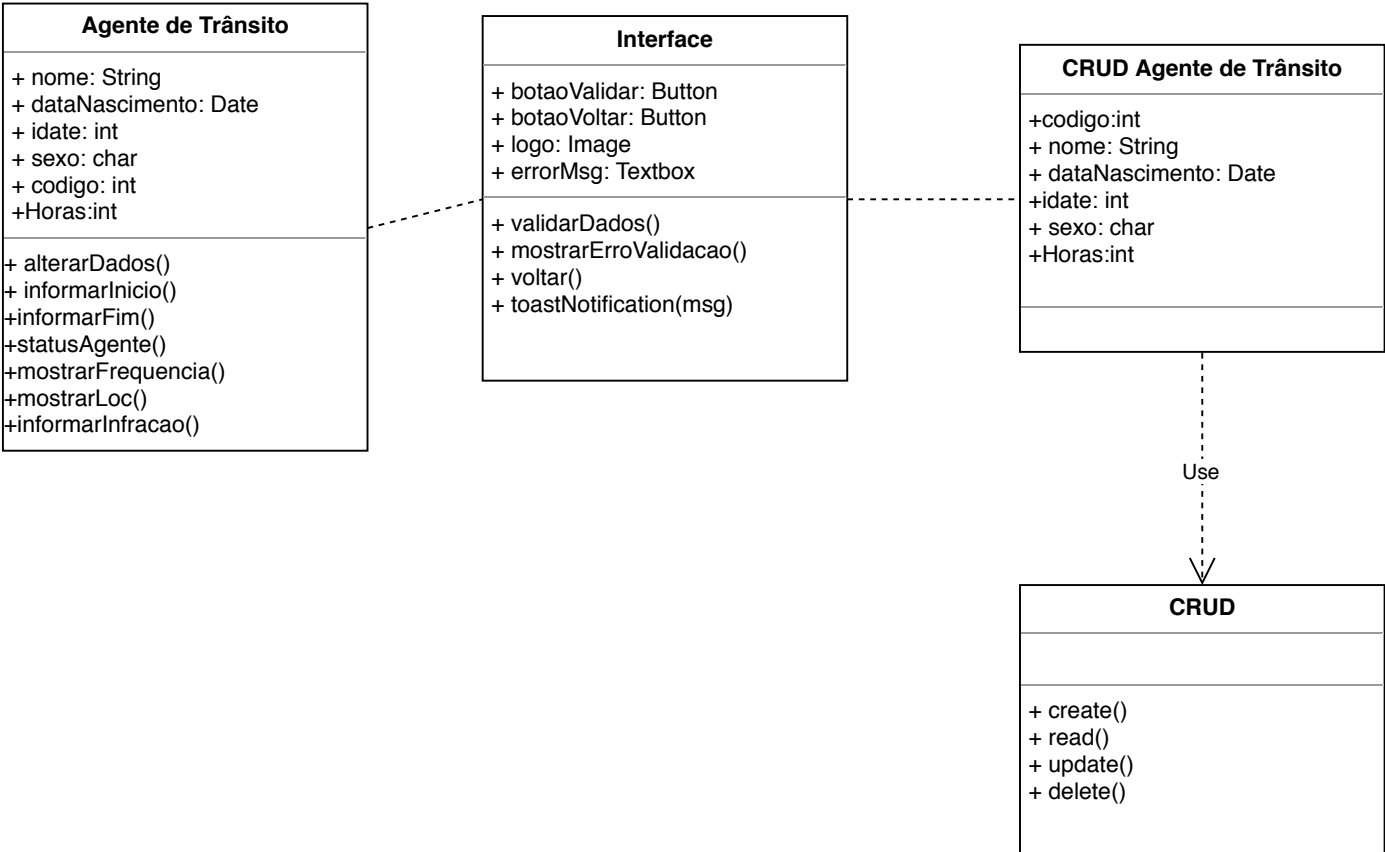 Agente de Trânsito
+ nome: String
+ dataNascimento: Date
+ idate: int
+ sexo: char
+ codigo: int
+Horas:int
+ alterarDados()
+ informarInicio()
+informarFim()
+statusAgente()
+mostrarFrequencia()
+mostrarLoc()
+informarInfracao()
Interface
+ botaoValidar: Button
+ botaoVoltar: Button
+ logo: Image
+ errorMsg: Textbox
+ validarDados()
+ mostrarErroValidacao()
+ voltar()
+ toastNotification(msg)
CRUD Agente de Trânsito
+codigo:int
+ nome: String
+ dataNascimento: Date
+idate: int
+ sexo: char
+Horas:int
Use
CRUD
+ create()
+ read()
+ update()
+ delete()